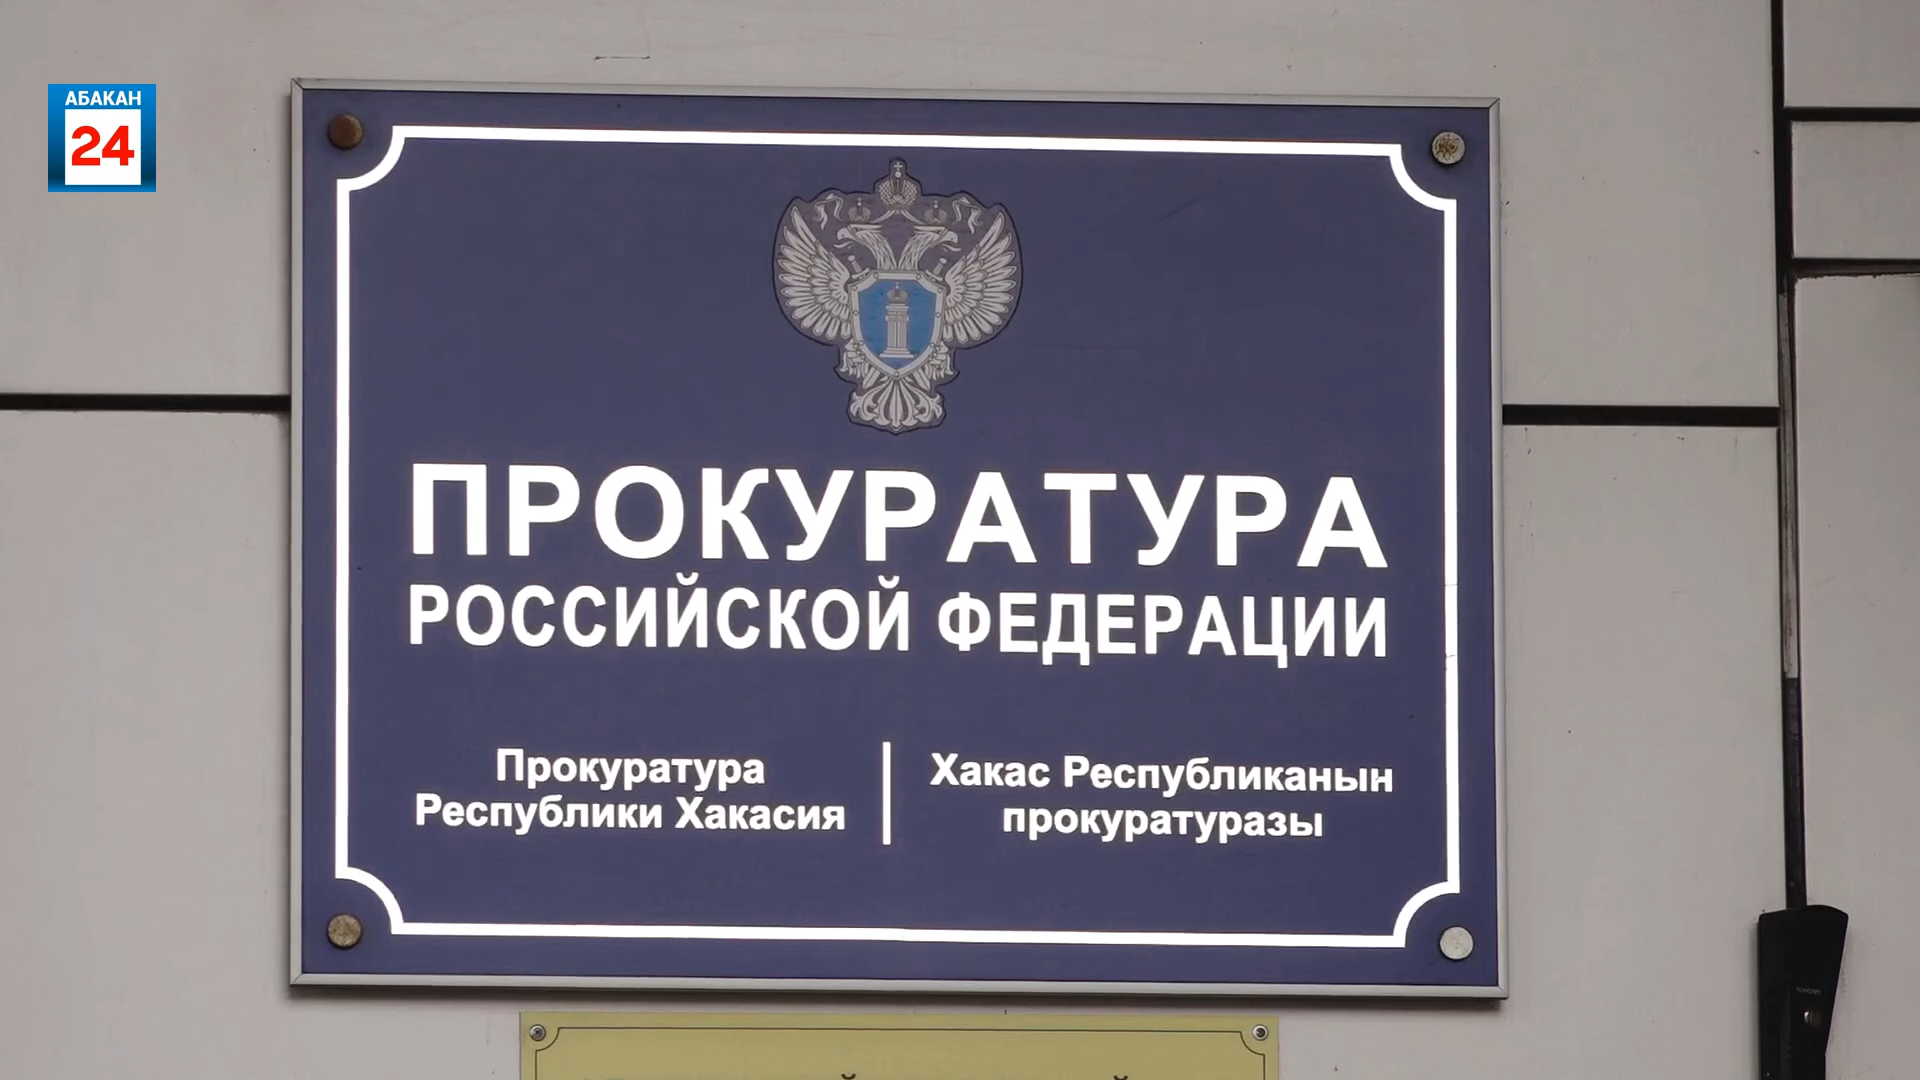 АБАКАН
24
ПРОКУРАТУРА
РОССИЙСКОЙ ФЕДЕРАЦИИ
Прокуратура
Республики Хакасия
Хакас Республиканын
прокуратуразы